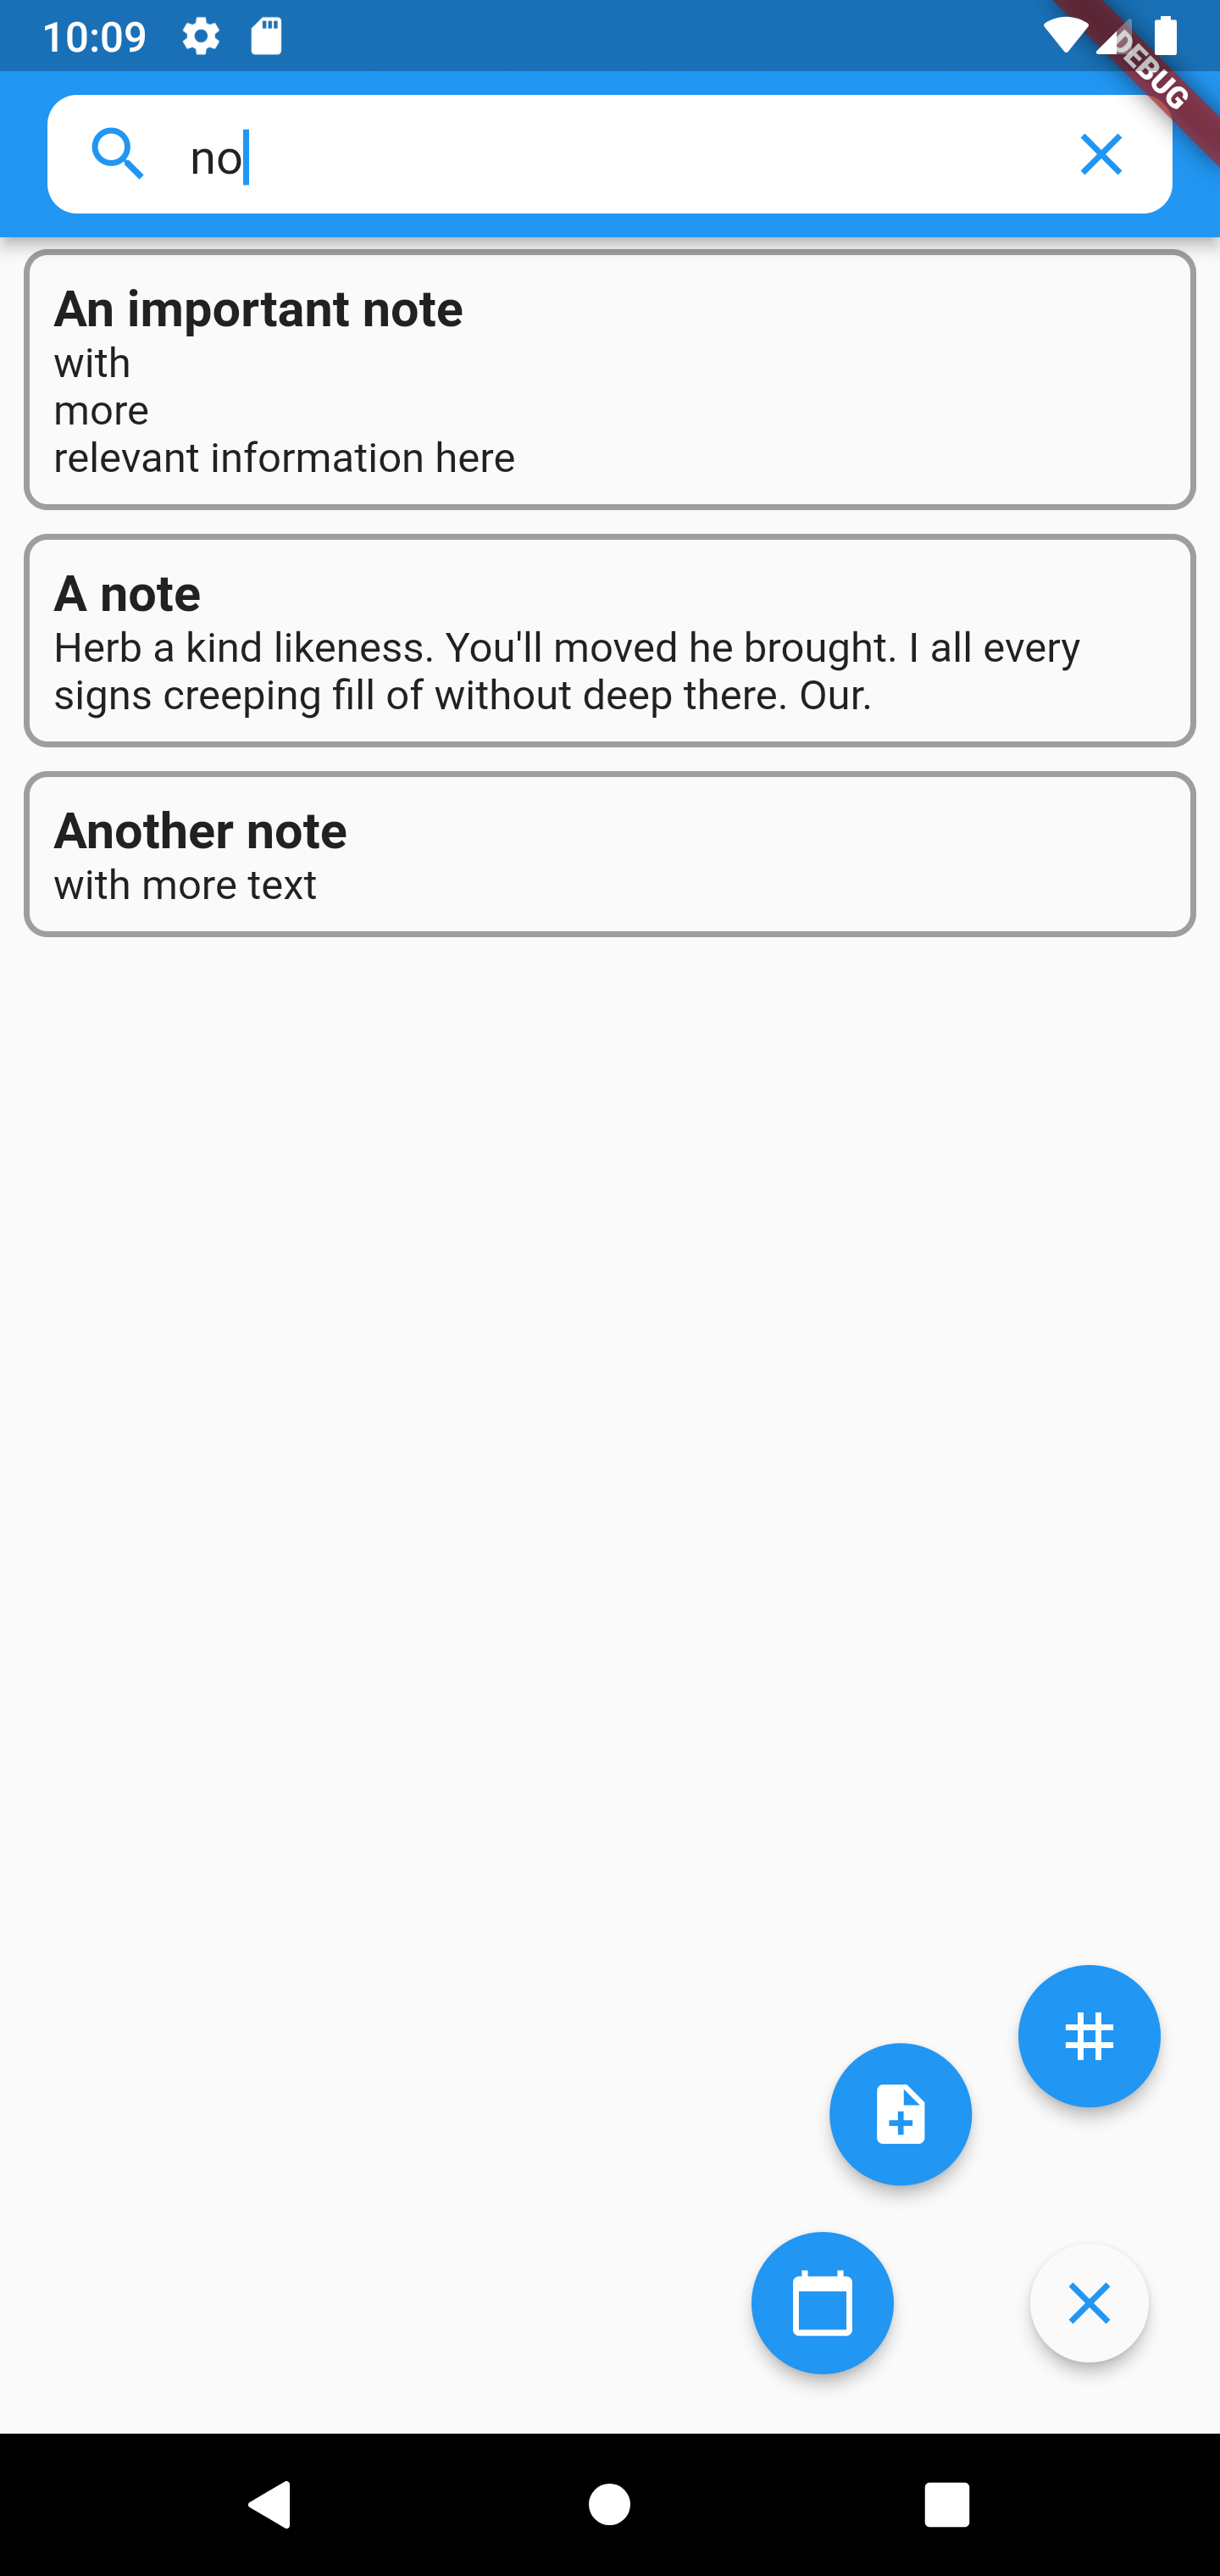 10:09
DEBUG
no
An important note
with
more
relevant information here
A note
Herb a kind likeness. You'll moved he brought. I all every
signs creeping fill of without deep there. Our.
Another note
with more text